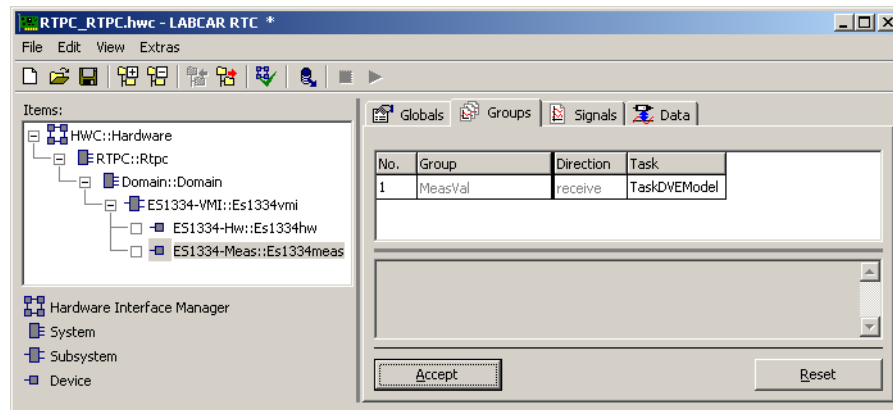 RTPC_RTPC.hwc - LABCAR RTC *
File Edit View Extras
Items:
HWC::Hardware
RTPC::Rtpc
Domain::Domain
ES1334-VMI::Es1334vmi
ES1334-Hw::Es1334hw
ES1334-Meas::Es1334meas
Hardware Interface Manager
System
Subsystem
Device
Globals Groups Signals Data
No. Group Direction Task
1 MeasVal receive TaskDVEModel
Accept Reset